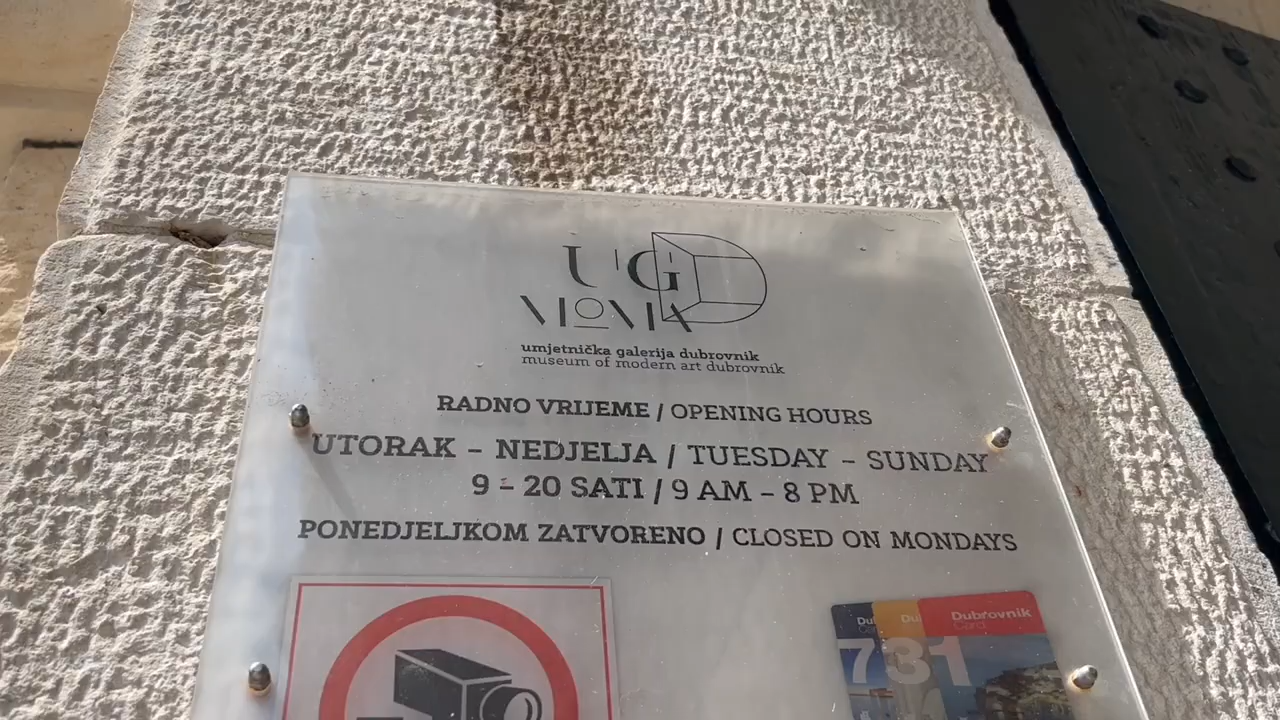 UG
MOMA
umjetnička galerija dubrovnik
museum of modern art dubrovnik
RADNO VRIJEME / OPENING HOURS
UTORAK – NEDJELJA / TUESDAY – SUNDAY
9 – 20 SATI / 9 AM – 8 PM
PONEDJELJKOM ZATVORENO / CLOSED ON MONDAYS
Dubrovnik
Card
7 3 1